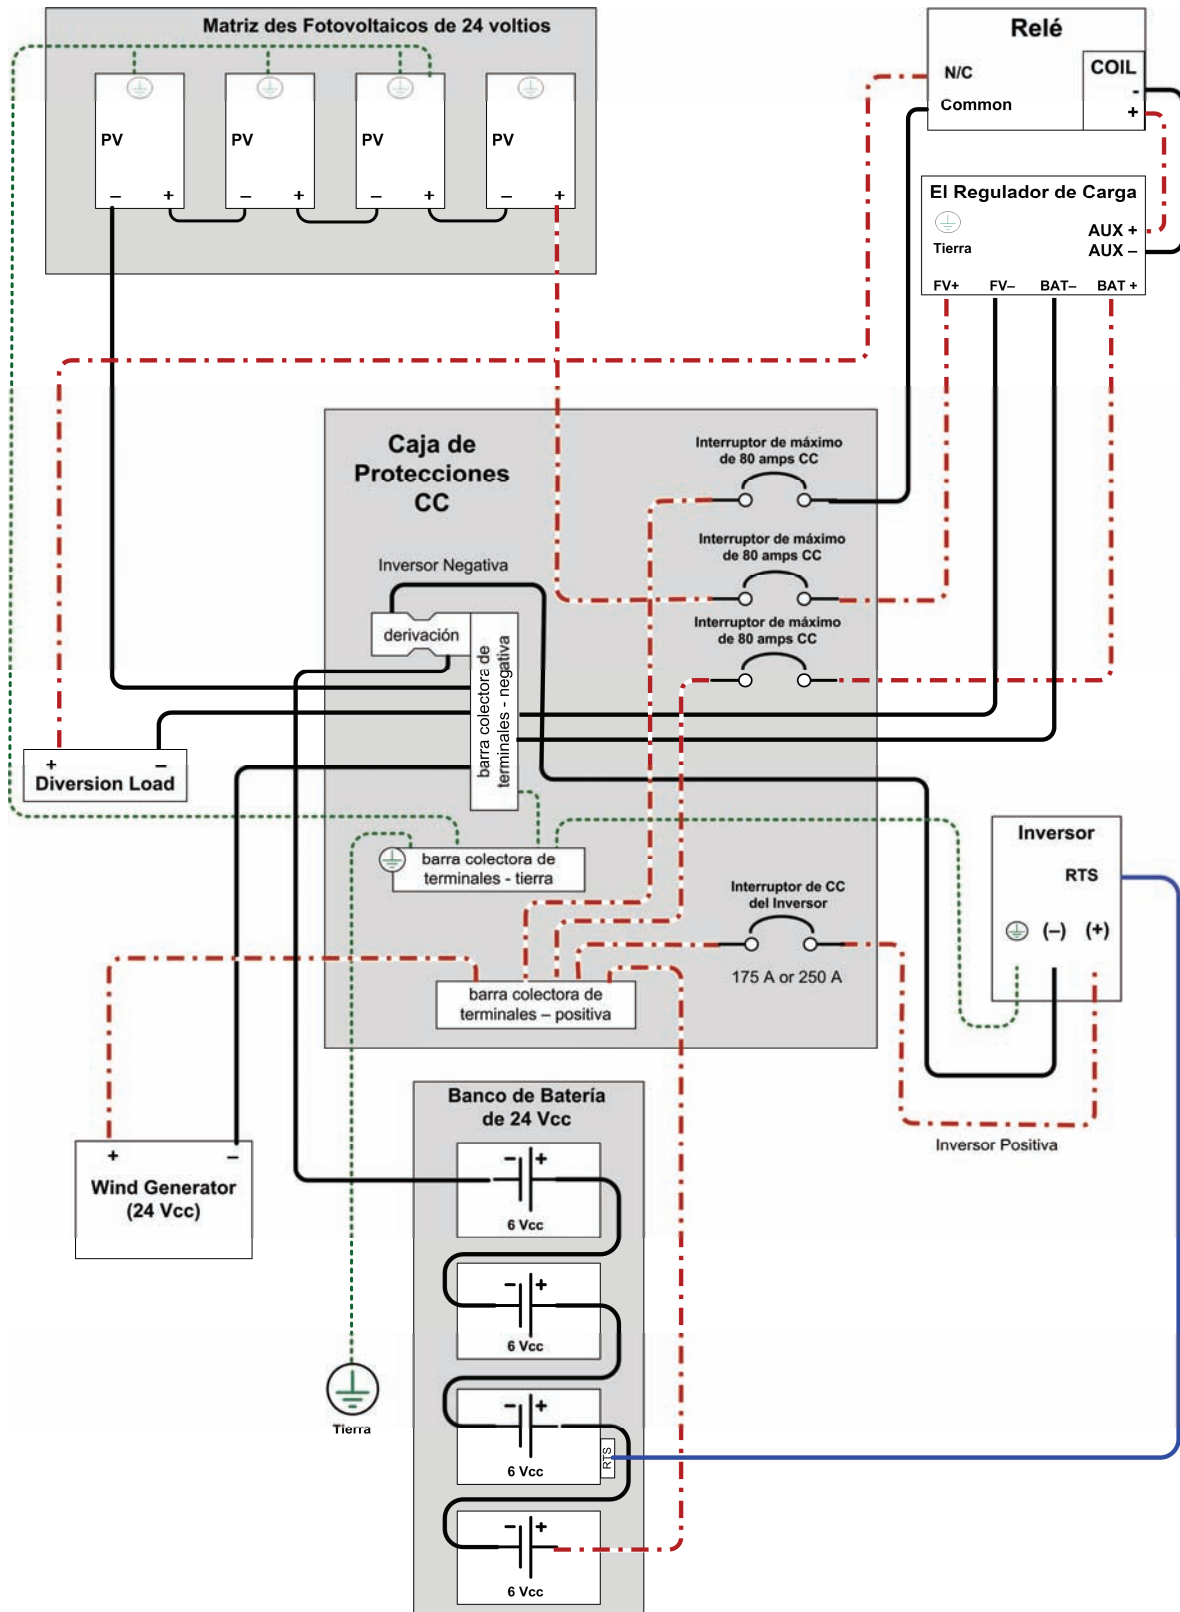 Matriz des Fotovoltaicos de 24 voltios
PV
– +
PV
– +
PV
– +
PV
– +
Relé
N/C
Common
COIL
-
+
El Regulador de Carga
Tierra
AUX +
AUX –
FV+ FV– BAT– BAT +
Caja de
Protecciones
CC
Interruptor de máximo
de 80 amps CC
Interruptor de máximo
de 80 amps CC
Interruptor de máximo
de 80 amps CC
Inversor Negativa
derivación
barra colectora de
terminales - negativa
+ –
Diversion Load
barra colectora de
terminales - tierra
Interruptor de CC
del Inversor
175 A or 250 A
barra colectora de
terminales – positiva
Inversor
RTS
(–) (+)
Inversor Positiva
+ –
Wind Generator
(24 Vcc)
Banco de Batería
de 24 Vcc
– +
6 Vcc
– +
6 Vcc
– +
6 Vcc
RTS
– +
6 Vcc
Tierra